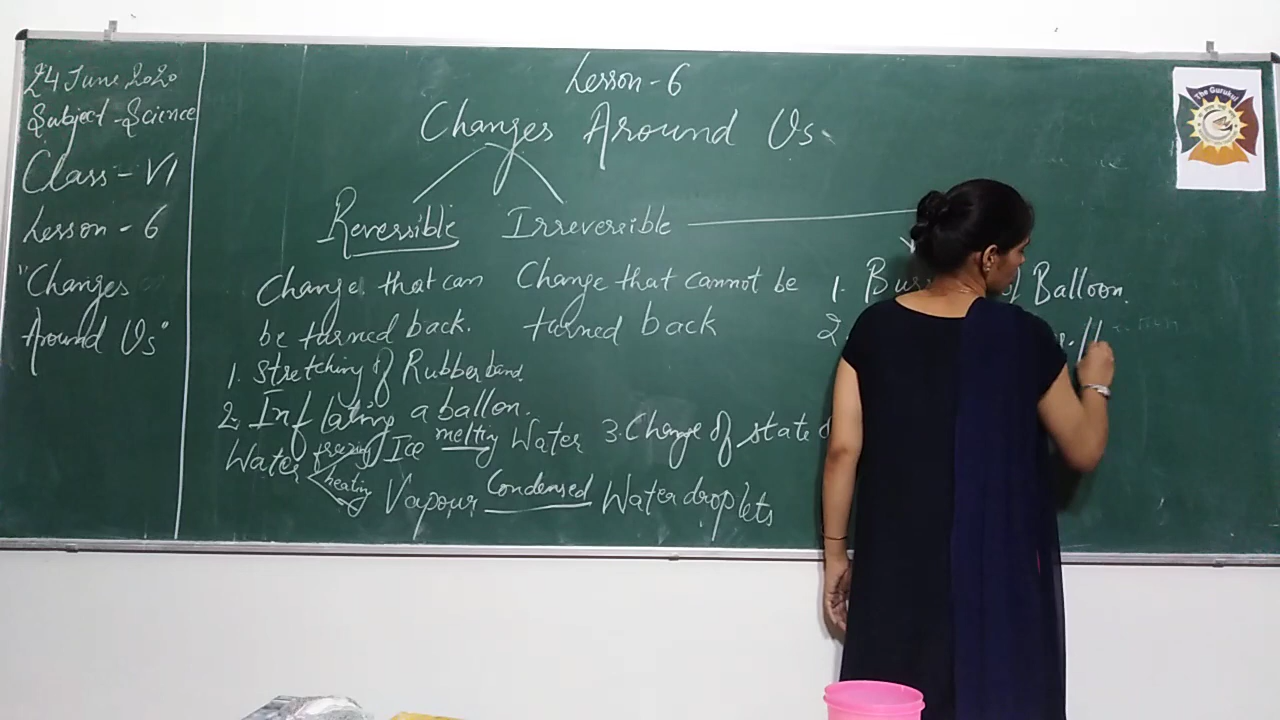 24 June 2020
Subject - Science
Class - VI
Lesson - 6
"Changes
Around Us"
Lesson - 6
Changes Around Us
Reversible Irreversible
Change that can
be turned back.
1. Stretching of Rubber band.
2. Inflating a ballon.
Water freezing Ice melting Water
heating Vapour Condensed Water droplets
Change that cannot be
turned back
3. Change of state
1. of Balloon.
2.
The Gurukul